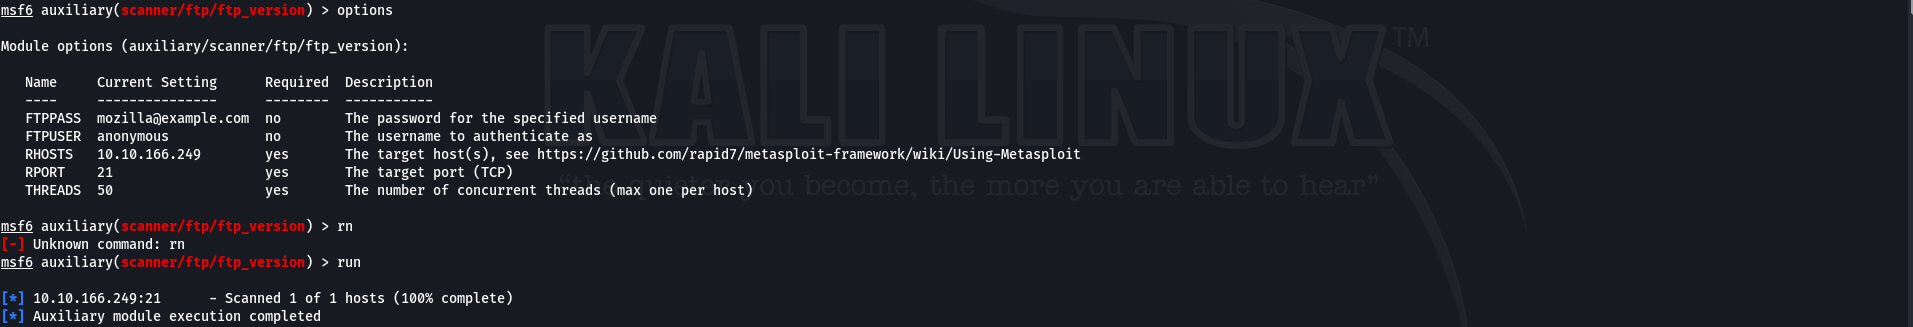 msf6 auxiliary(scanner/ftp/ftp_version) > options
KALI LINUX™
Module options (auxiliary/scanner/ftp/ftp_version):
Name Current Setting Required Description
---- --------------- -------- -----------
FTPPASS mozilla@example.com no The password for the specified username
FTPUSER anonymous no The username to authenticate as
RHOSTS 10.10.166.249 yes The target host(s), see https://github.com/rapid7/metasploit-framework/wiki/Using-Metasploit
RPORT 21 yes The target port (TCP)
THREADS 50 yes The number of concurrent threads (max one per host)
“the quieter you become, the more you are able to hear”
msf6 auxiliary(scanner/ftp/ftp_version) > rn
[-] Unknown command: rn
msf6 auxiliary(scanner/ftp/ftp_version) > run
[*] 10.10.166.249:21 - Scanned 1 of 1 hosts (100% complete)
[*] Auxiliary module execution completed